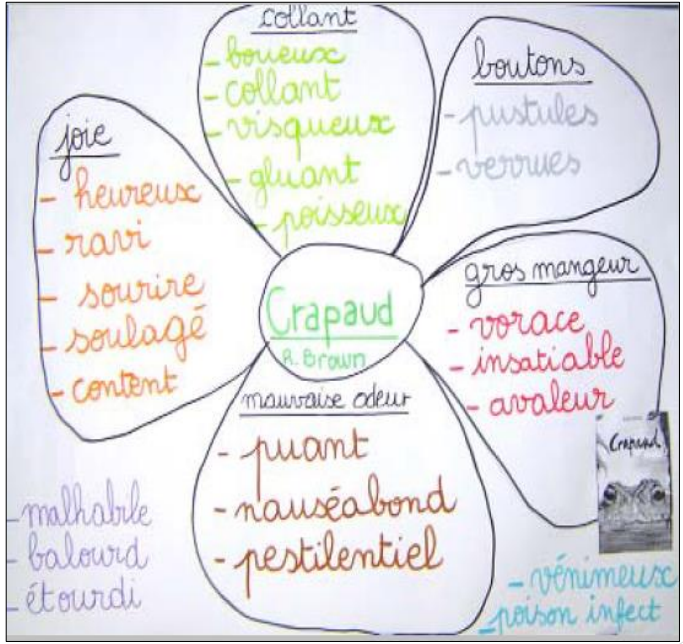 collant
- boueux
- collant
- visqueux
- gluant
- poisseux
boutons
- pustules
- verrues
joie
- heureux
- ravi
- sourire
- soulagé
- content
gros mangeur
- vorace
- insatiable
- avaleur
Crapaud
R. Brown
mauvaise odeur
- puant
- nauséabond
- pestilentiel
Crapaud
- malhabile
- balourd
- étourdi
- vénimeux
- poison infect